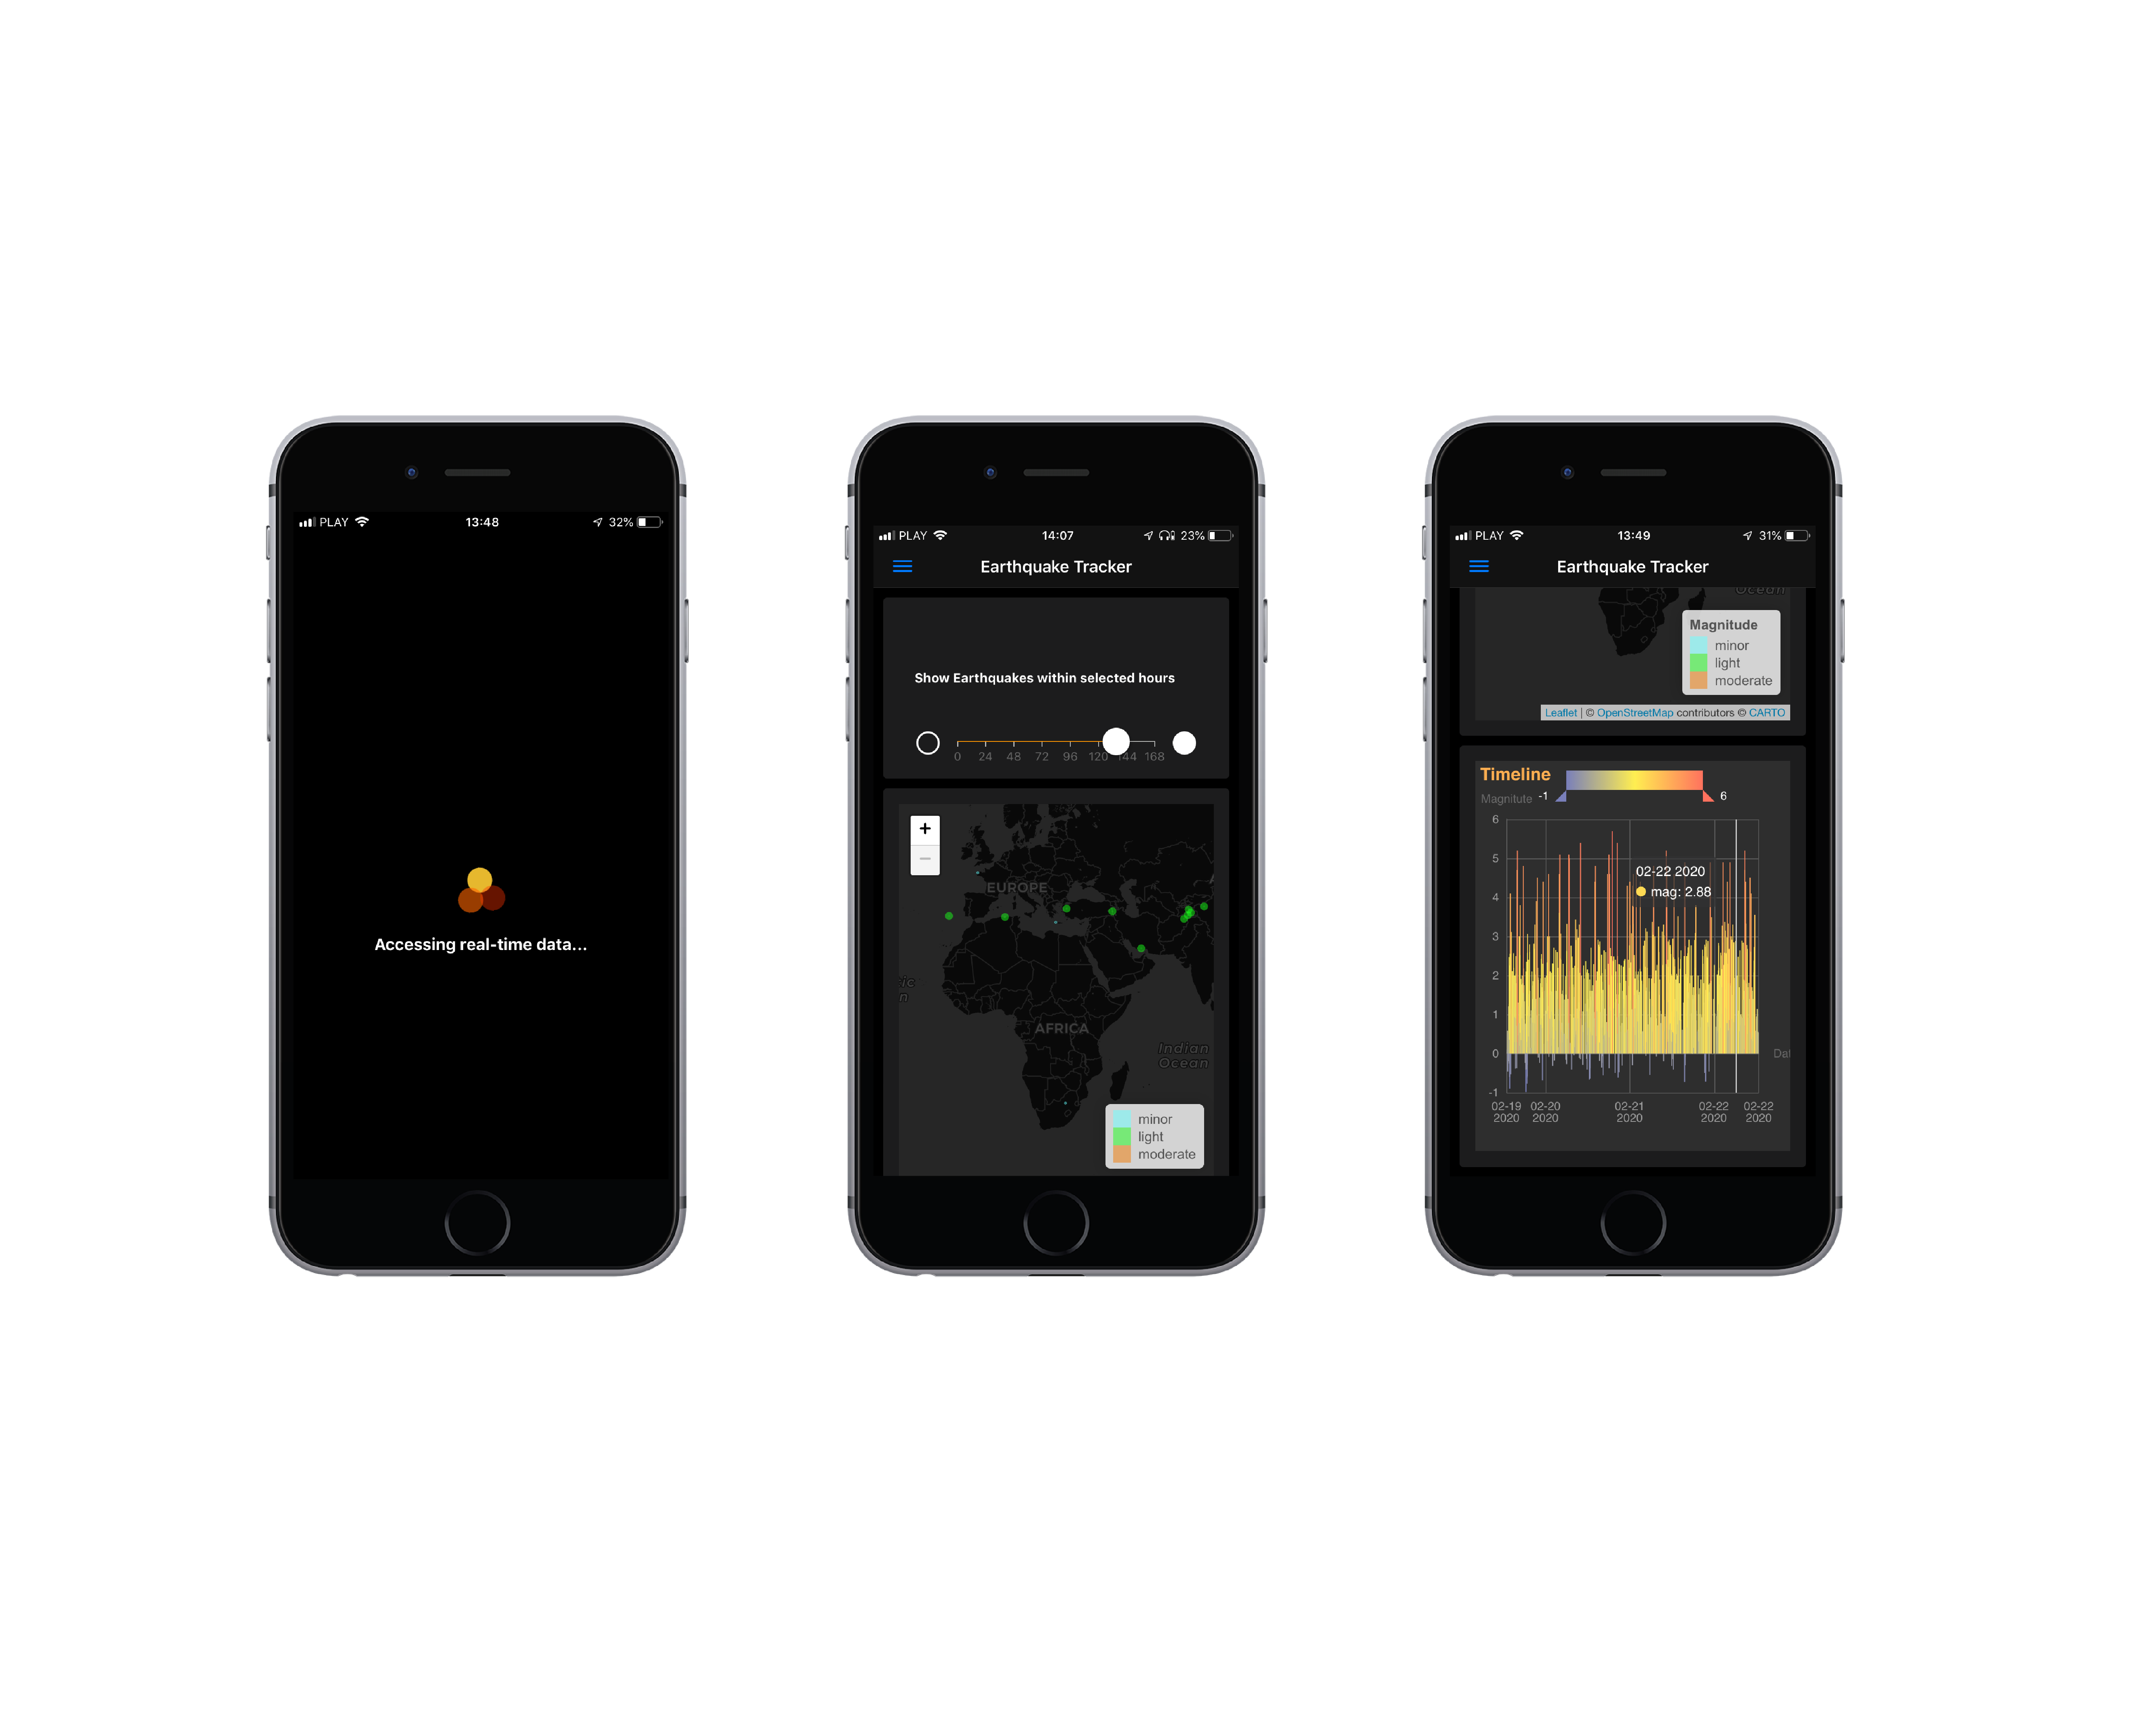 PLAY 13:48 32%
Accessing real-time data...
PLAY 14:07 23%
Earthquake Tracker
Show Earthquakes within selected hours
0 24 48 72 96 120 144 168
+
−
EUROPE
AFRICA
Indian
Ocean
minor
light
moderate
PLAY 13:49 31%
Earthquake Tracker
Ocean
Magnitude
minor
light
moderate
Leaflet | © OpenStreetMap contributors © CARTO
Timeline
Magnitute -1 6
6
5
02-22 2020
mag: 2.88
4
3
2
1
0 Dat
-1
02-19 02-20 02-21 02-22 02-22
2020 2020 2020 2020 2020